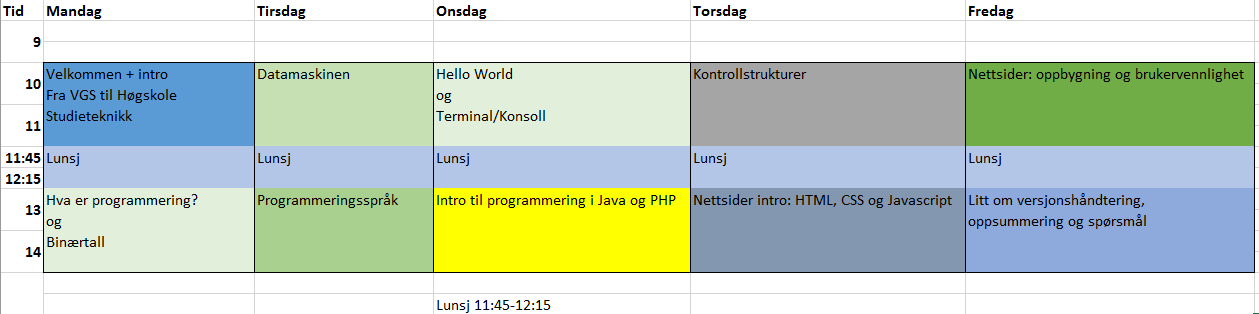 Tid Mandag Tirsdag Onsdag Torsdag Fredag
9
10
Velkommen + intro
Fra VGS til Høgskole
Studieteknikk
Datamaskinen
Hello World
og
Terminal/Konsoll
Kontrollstrukturer
Nettsider: oppbygning og brukervennlighet
11
11:45 Lunsj Lunsj Lunsj Lunsj Lunsj
12:15
13
Hva er programmering?
og
Binærtall
Programmeringsspråk
Intro til programmering i Java og PHP
Nettsider intro: HTML, CSS og Javascript
Litt om versjonshåndtering,
oppsummering og spørsmål
14
Lunsj 11:45-12:15